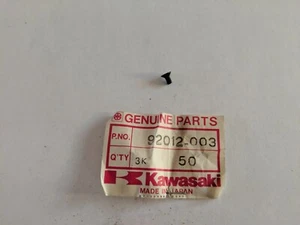 GENUINE PARTS
P.NO. 92012-003
Q'TY 3K 50
Kawasaki
MADE IN JAPAN